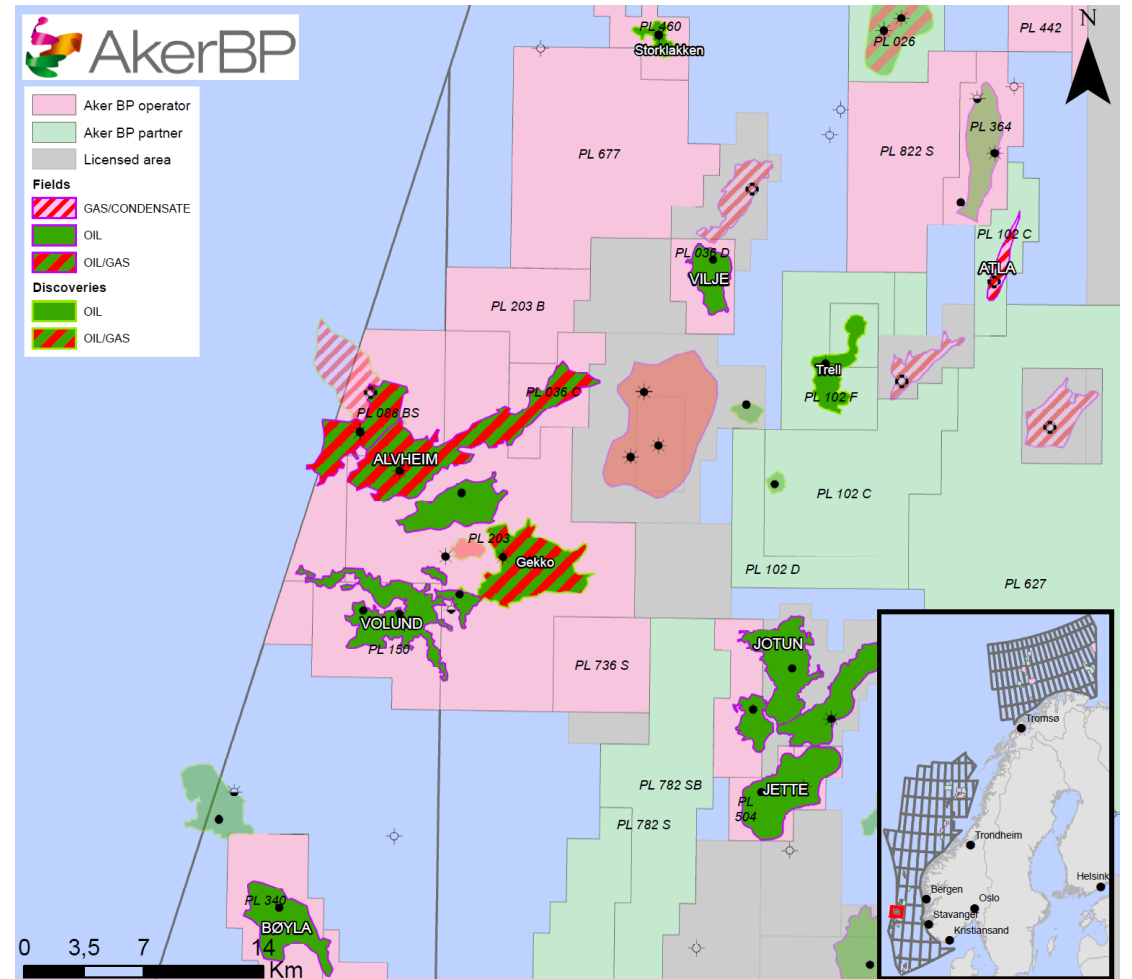 AkerBP
Aker BP operator
Aker BP partner
Licensed area
Fields
GAS/CONDENSATE
OIL
OIL/GAS
Discoveries
OIL
OIL/GAS
N
PL 460
Storklakken
PL 026
PL 442
PL 677
PL 822 S
PL 364
PL 036 D
VILJE
PL 102 C
ATLA
PL 203 B
Trell
PL 102 F
PL 036 C
PL 088 BS
ALVHEIM
PL 102 C
PL 203
Gekko
PL 102 D
PL 627
VOLUND
PL 150
PL 736 S
JOTUN
PL 782 SB
JETTE
PL
504
PL 782 S
PL 340
BØYLA
0 3,5 7 14
Km
Tromsø
Trondheim
Helsink
Bergen
Oslo
Stavanger
Kristiansand